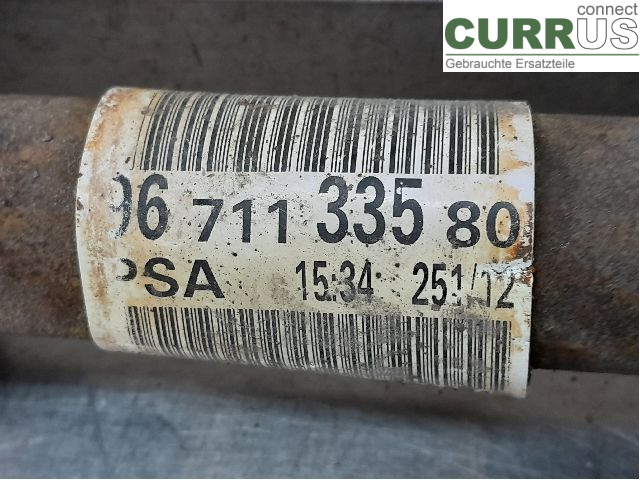 connect
CURRUS
Gebrauchte Ersatzteile
96 711 335 80
PSA 15:34 251/12